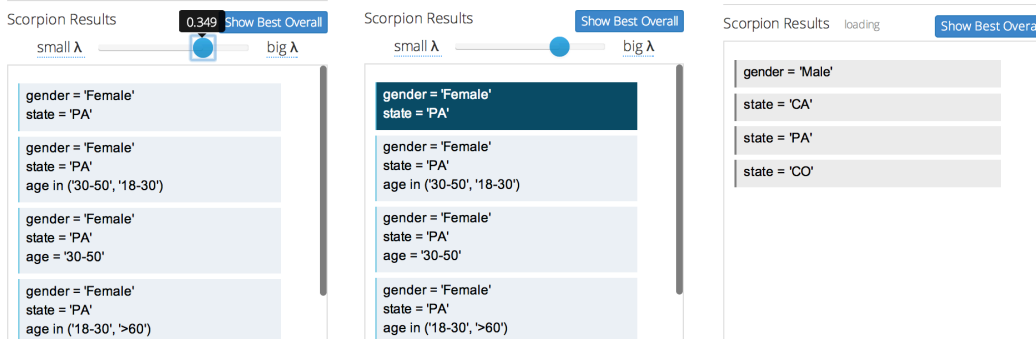 Scorpion Results
0.349
Show Best Overall
small λ
big λ
gender = 'Female'
state = 'PA'
gender = 'Female'
state = 'PA'
age in ('30-50', '18-30')
gender = 'Female'
state = 'PA'
age = '30-50'
gender = 'Female'
state = 'PA'
age in ('18-30', '>60')
Scorpion Results
Show Best Overall
small λ
big λ
gender = 'Female'
state = 'PA'
gender = 'Female'
state = 'PA'
age in ('30-50', '18-30')
gender = 'Female'
state = 'PA'
age = '30-50'
gender = 'Female'
state = 'PA'
age in ('18-30', '>60')
Scorpion Results loading
Show Best Overa
gender = 'Male'
state = 'CA'
state = 'PA'
state = 'CO'